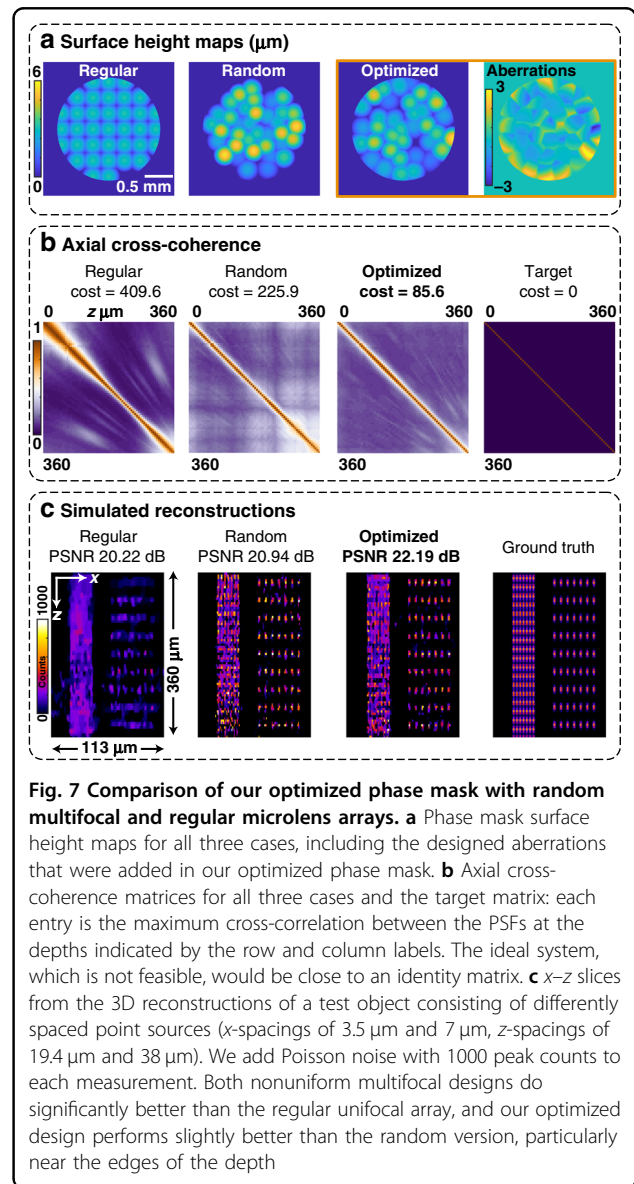 a Surface height maps (μm)
Regular Random Optimized Aberrations
6
0
3
–3
0.5 mm
b Axial cross-coherence
Regular Random Optimized Target
cost = 409.6 cost = 225.9 cost = 85.6 cost = 0
0 z μm 360 0 360 0 360 0 360
1
0
360 360 360 360
c Simulated reconstructions
Regular Random Optimized Ground truth
PSNR 20.22 dB PSNR 20.94 dB PSNR 22.19 dB
x
z
1000
Counts
0
360 μm
113 μm
Fig. 7 Comparison of our optimized phase mask with random
multifocal and regular microlens arrays. a Phase mask surface
height maps for all three cases, including the designed aberrations
that were added in our optimized phase mask. b Axial cross-
coherence matrices for all three cases and the target matrix: each
entry is the maximum cross-correlation between the PSFs at the
depths indicated by the row and column labels. The ideal system,
which is not feasible, would be close to an identity matrix. c x–z slices
from the 3D reconstructions of a test object consisting of differently
spaced point sources (x-spacings of 3.5 μm and 7 μm, z-spacings of
19.4 μm and 38 μm). We add Poisson noise with 1000 peak counts to
each measurement. Both nonuniform multifocal designs do
significantly better than the regular unifocal array, and our optimized
design performs slightly better than the random version, particularly
near the edges of the depth